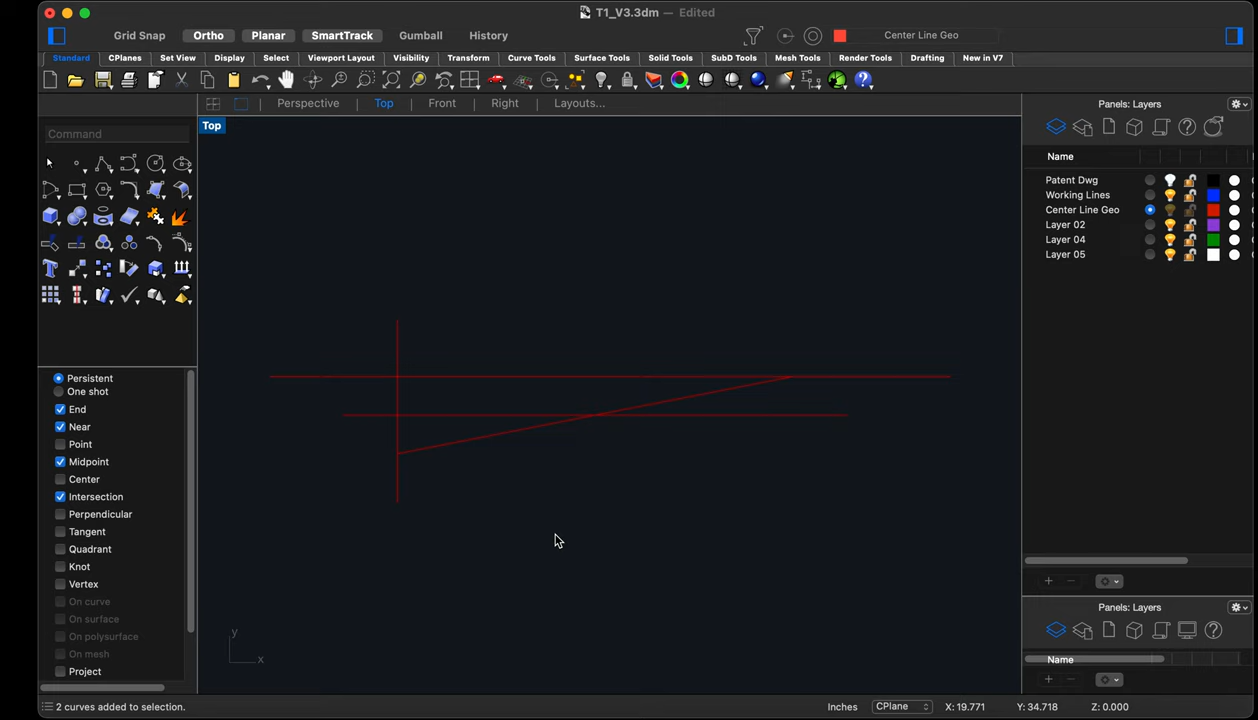 T1_V3.3dm — Edited
Grid Snap Ortho Planar SmartTrack Gumball History Center Line Geo
Standard CPlanes Set View Display Select Viewport Layout Visibility Transform Curve Tools Surface Tools Solid Tools SubD Tools Mesh Tools Render Tools Drafting New in V7
Perspective Top Front Right Layouts... Panels: Layers
Top
Command
Name
Patent Dwg
Working Lines
Center Line Geo
Layer 02
Layer 04
Layer 05
Persistent
One shot
End
Near
Point
Midpoint
Center
Intersection
Perpendicular
Tangent
Quadrant
Knot
Vertex
On curve
On surface
On polysurface
On mesh
Project
Panels: Layers
Name
y
x
2 curves added to selection. Inches CPlane X: 19.771 Y: 34.718 Z: 0.000